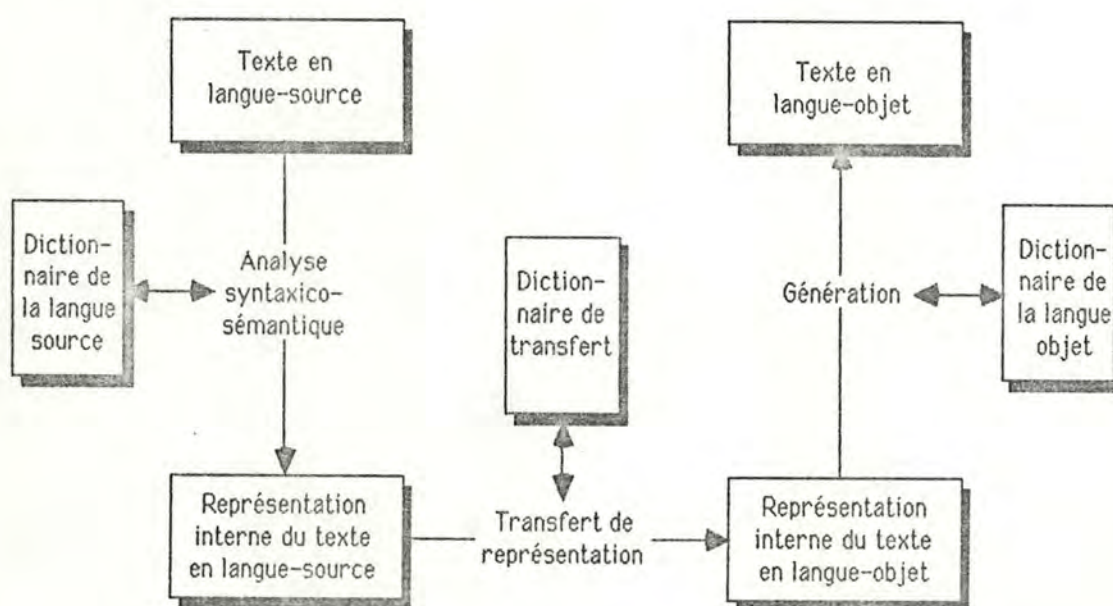 Texte en
langue-source
Texte en
langue-objet
Diction-
naire de
la langue
source
Analyse
syntaxico-
sémantique
Diction-
naire de
transfert
Génération
Diction-
naire de
la langue
objet
Représentation
interne du texte
en langue-source
Transfert de
représentation
Représentation
interne du texte
en langue-objet